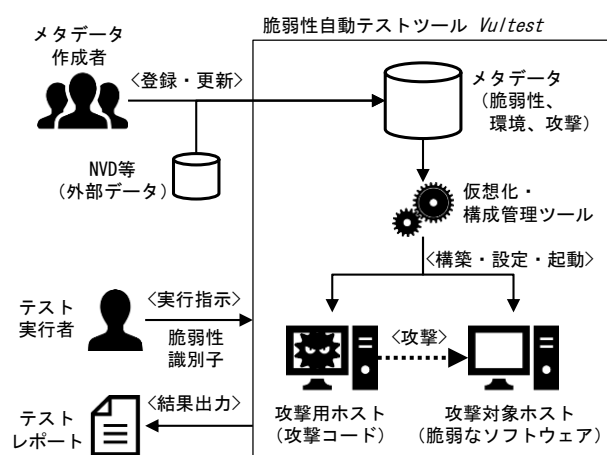 メタデータ
作成者
脆弱性自動テストツール Vultest
〈登録・更新〉
メタデータ
（脆弱性、
環境、攻撃）
NVD等
（外部データ）
仮想化・
構成管理ツール
〈構築・設定・起動〉
テスト
実行者
〈実行指示〉
脆弱性
識別子
〈攻撃〉
攻撃用ホスト
（攻撃コード）
攻撃対象ホスト
（脆弱なソフトウェア）
〈結果出力〉
テスト
レポート